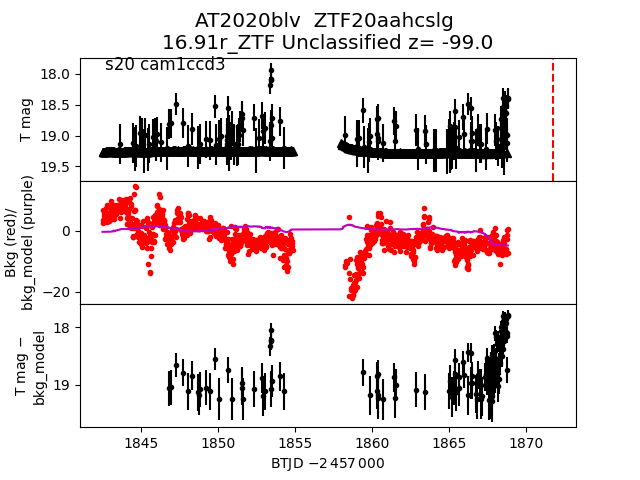 AT2020blv ZTF20aahcslg
16.91r_ZTF Unclassified z= -99.0
s20 cam1ccd3
T mag
18.0
18.5
19.0
19.5
Bkg (red)/
bkg_model (purple)
0
−20
T mag −
bkg_model
18
19
1845 1850 1855 1860 1865 1870
BTJD −2 457 000